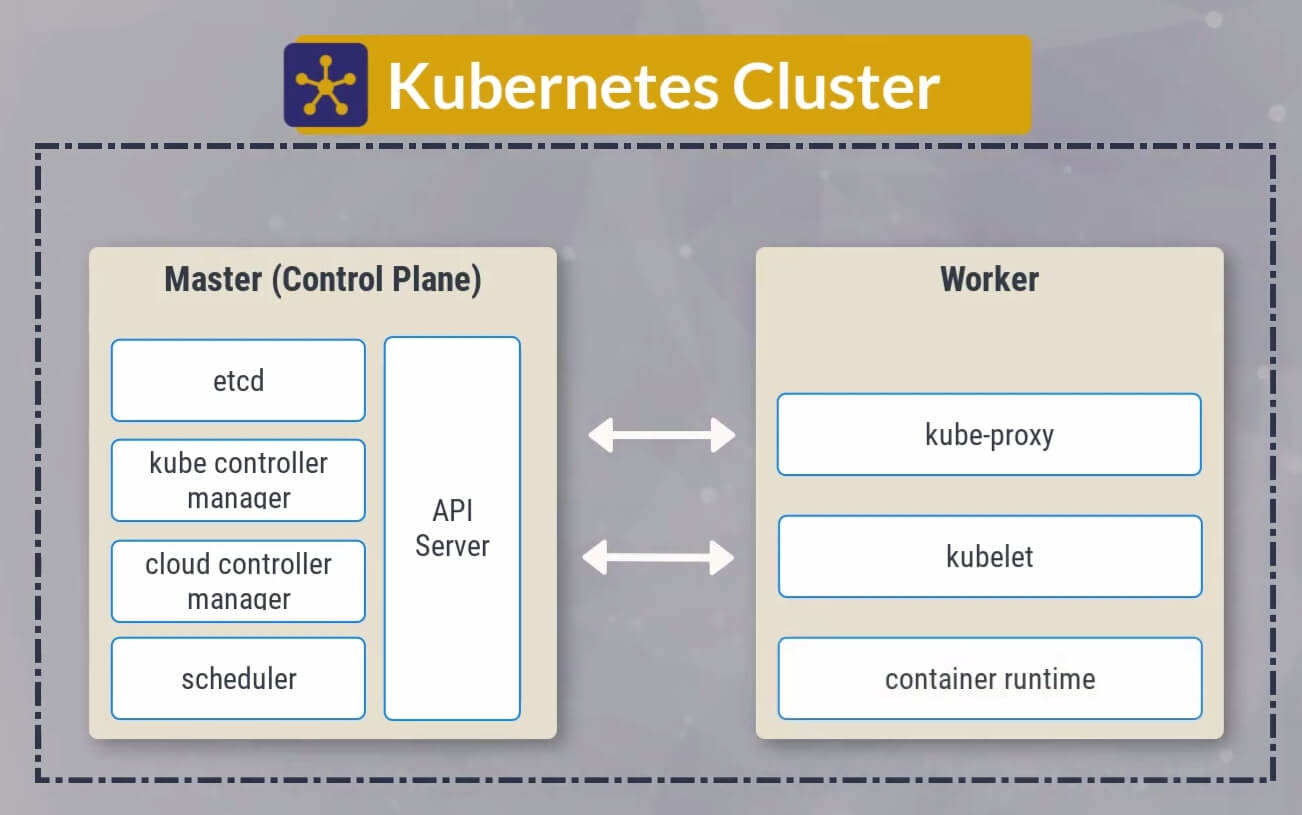 Kubernetes Cluster
Master (Control Plane)
etcd
kube controller
manager
cloud controller
manager
scheduler
API
Server
Worker
kube-proxy
kubelet
container runtime